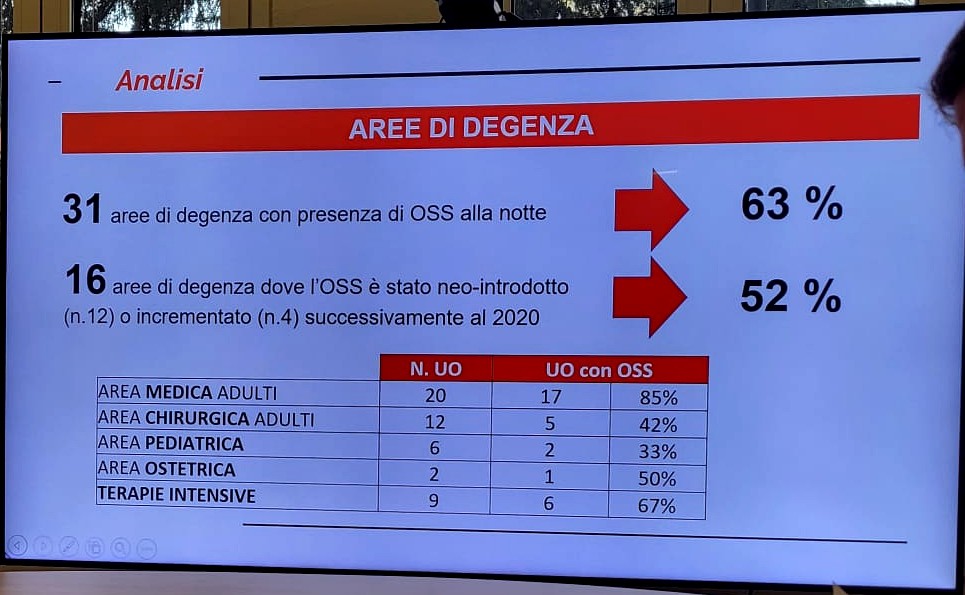 Analisi
AREE DI DEGENZA
31 aree di degenza con presenza di OSS alla notte
63 %
16 aree di degenza dove l'OSS è stato neo-introdotto
(n.12) o incrementato (n.4) successivamente al 2020
52 %
N. UO UO con OSS
AREA MEDICA ADULTI 20 17 85%
AREA CHIRURGICA ADULTI 12 5 42%
AREA PEDIATRICA 6 2 33%
AREA OSTETRICA 2 1 50%
TERAPIE INTENSIVE 9 6 67%